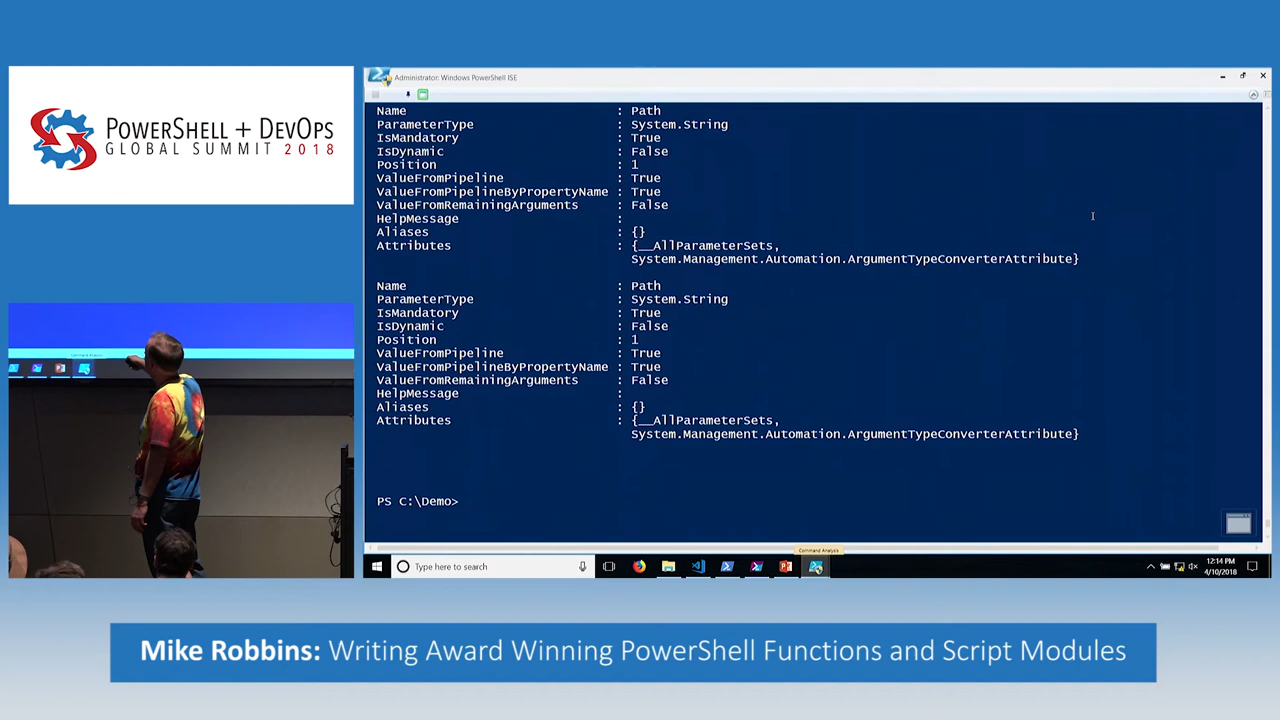 POWERSHELL + DEVOPS
GLOBAL SUMMIT 2018
Administrator: Windows PowerShell ISE
Name : Path
ParameterType : System.String
IsMandatory : True
IsDynamic : False
Position : 1
ValueFromPipeline : True
ValueFromPipelineByPropertyName : True
ValueFromRemainingArguments : False
HelpMessage :
Aliases : {}
Attributes : {__AllParameterSets,
System.Management.Automation.ArgumentTypeConverterAttribute}
Name : Path
ParameterType : System.String
IsMandatory : True
IsDynamic : False
Position : 1
ValueFromPipeline : True
ValueFromPipelineByPropertyName : True
ValueFromRemainingArguments : False
HelpMessage :
Aliases : {}
Attributes : {__AllParameterSets,
System.Management.Automation.ArgumentTypeConverterAttribute}
PS C:\Demo>
Command Analysis
Command Analysis
Type here to search
12:14 PM
4/10/2018
Mike Robbins: Writing Award Winning PowerShell Functions and Script Modules